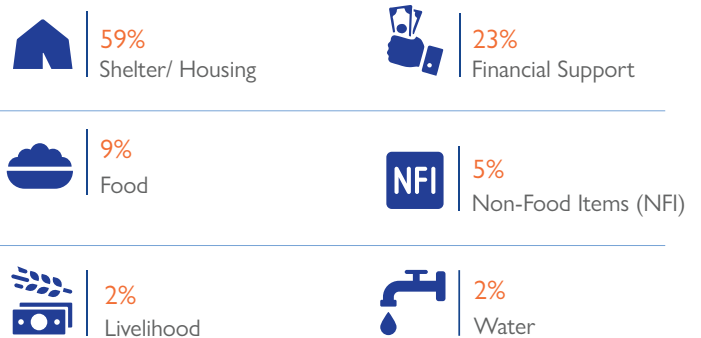 59%
Shelter/ Housing
23%
Financial Support
9%
Food
NFI
5%
Non-Food Items (NFI)
2%
Livelihood
2%
Water